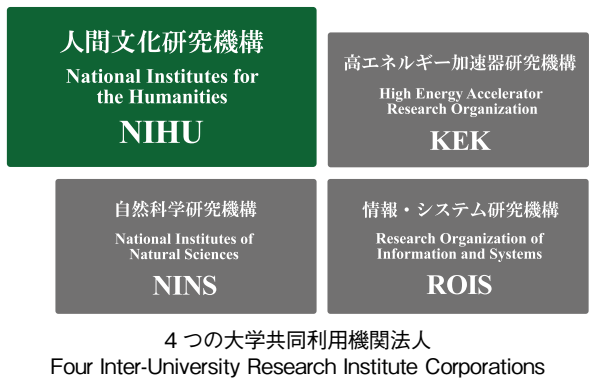 人間文化研究機構
National Institutes for
the Humanities
NIHU
高エネルギー加速器研究機構
High Energy Accelerator
Research Organization
KEK
自然科学研究機構
National Institutes of
Natural Sciences
NINS
情報・システム研究機構
Research Organization of
Information and Systems
ROIS
4 つの大学共同利用機関法人
Four Inter-University Research Institute Corporations